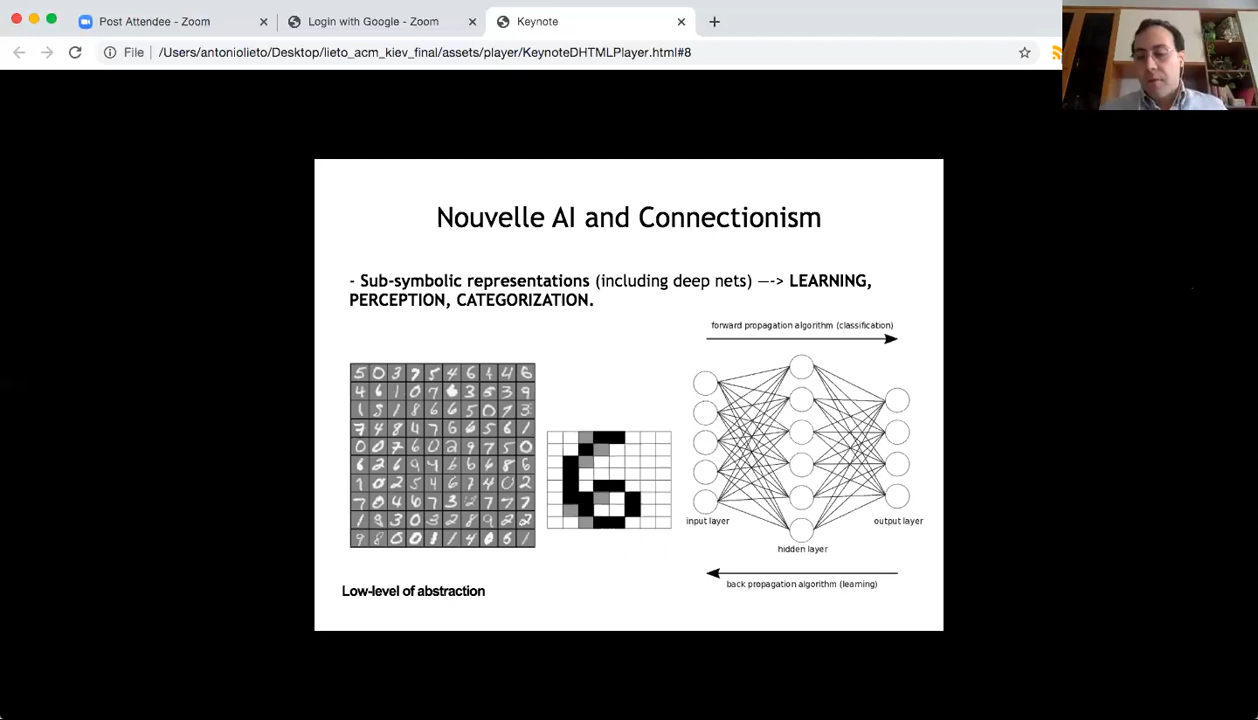 Post Attendee - Zoom
Login with Google - Zoom
Keynote
File
/Users/antoniolieto/Desktop/lieto_acm_kiev_final/assets/player/KeynoteDHTMLPlayer.html#8
Nouvelle AI and Connectionism
- Sub-symbolic representations (including deep nets) —-> LEARNING,
PERCEPTION, CATEGORIZATION.
forward propagation algorithm (classification)
input layer
hidden layer
output layer
back propagation algorithm (learning)
Low-level of abstraction